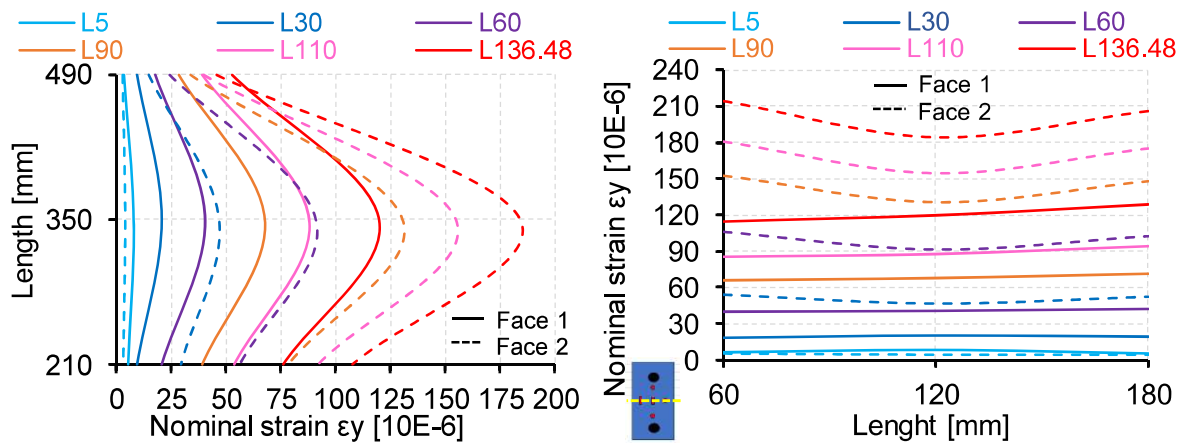 L5 L30 L60
L90 L110 L136.48
490
350
210
Length [mm]
Face 1
Face 2
0 25 50 75 100 125 150 175 200
Nominal strain εy [10E-6]
L5 L30 L60
L90 L110 L136.48
240
210
180
150
120
90
60
30
0
Nominal strain εy [10E-6]
Face 1
Face 2
60 120 180
Lenght [mm]